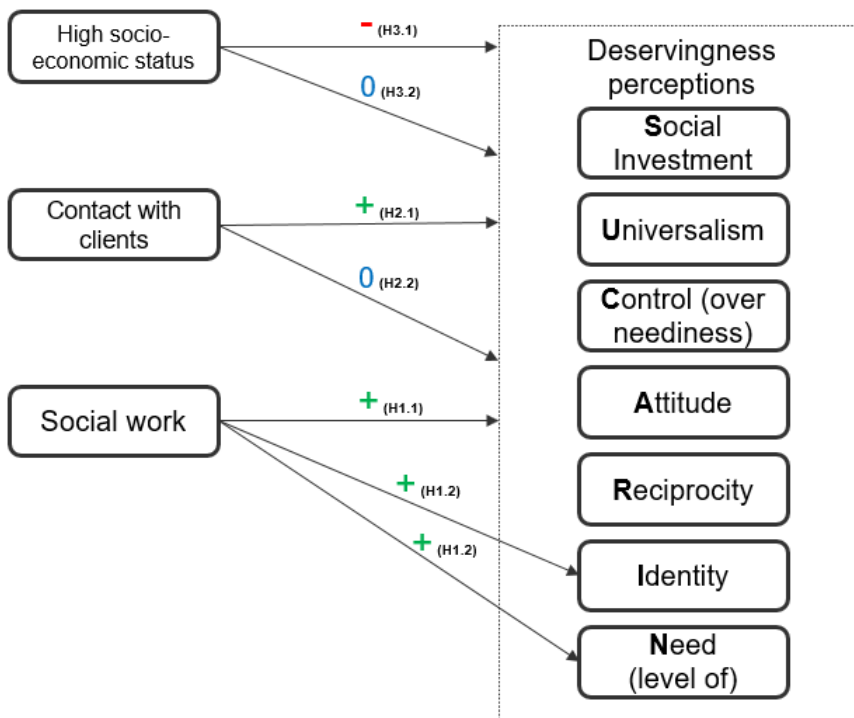 High socio-
economic status
- (H3.1)
0 (H3.2)
Contact with
clients
+ (H2.1)
0 (H2.2)
Social work
+ (H1.1)
+ (H1.2)
+ (H1.2)
Deservingness
perceptions
Social
Investment
Universalism
Control (over
neediness)
Attitude
Reciprocity
Identity
Need
(level of)